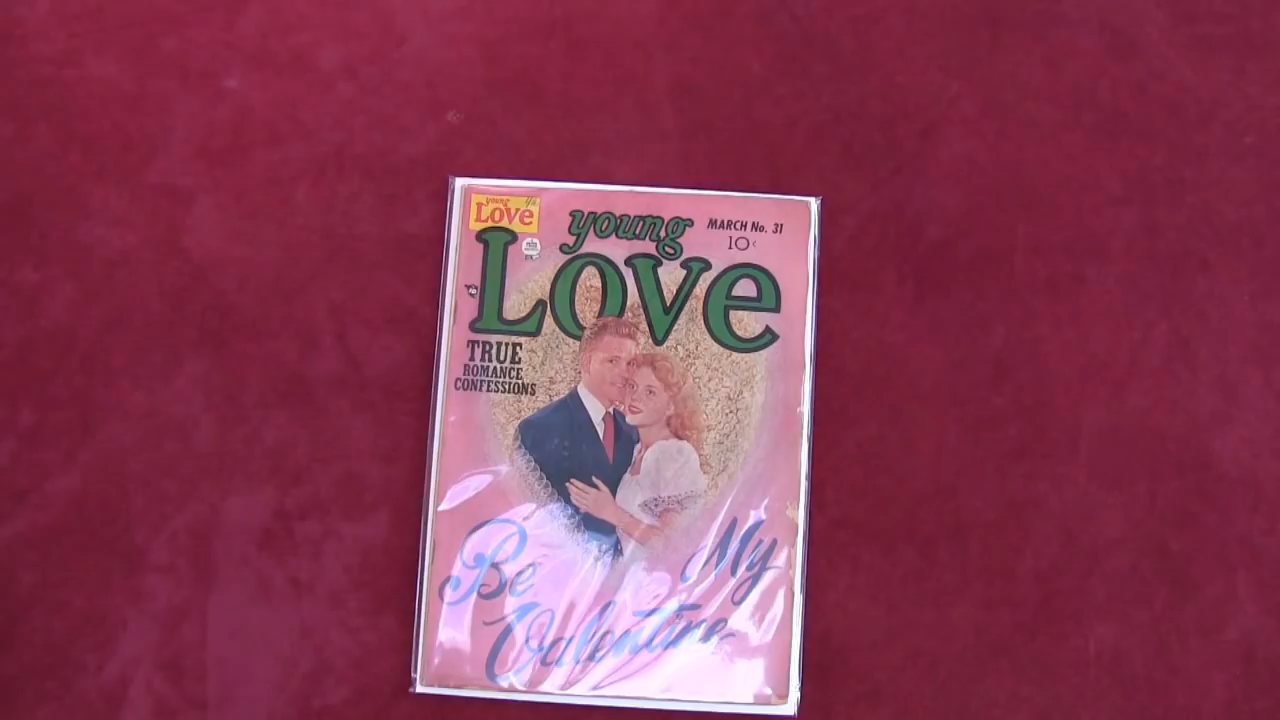 young
Love
young
MARCH No. 31
10¢
Love
TRUE
ROMANCE
CONFESSIONS
Be My
Valentine